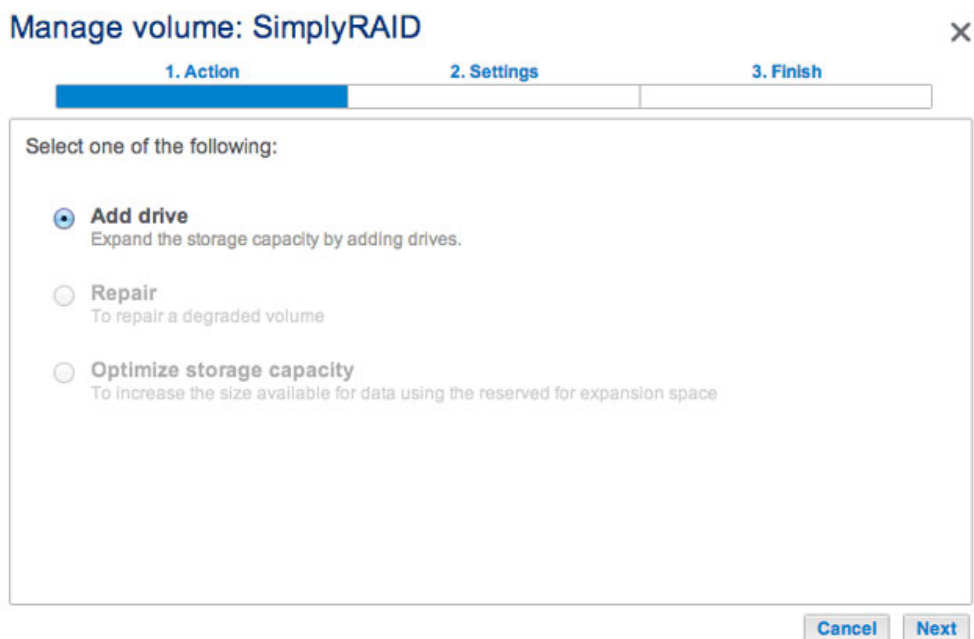 Manage volume: SimplyRAID
1. Action 2. Settings 3. Finish
Select one of the following:
Add drive
Expand the storage capacity by adding drives.
Repair
To repair a degraded volume
Optimize storage capacity
To increase the size available for data using the reserved for expansion space
Cancel Next